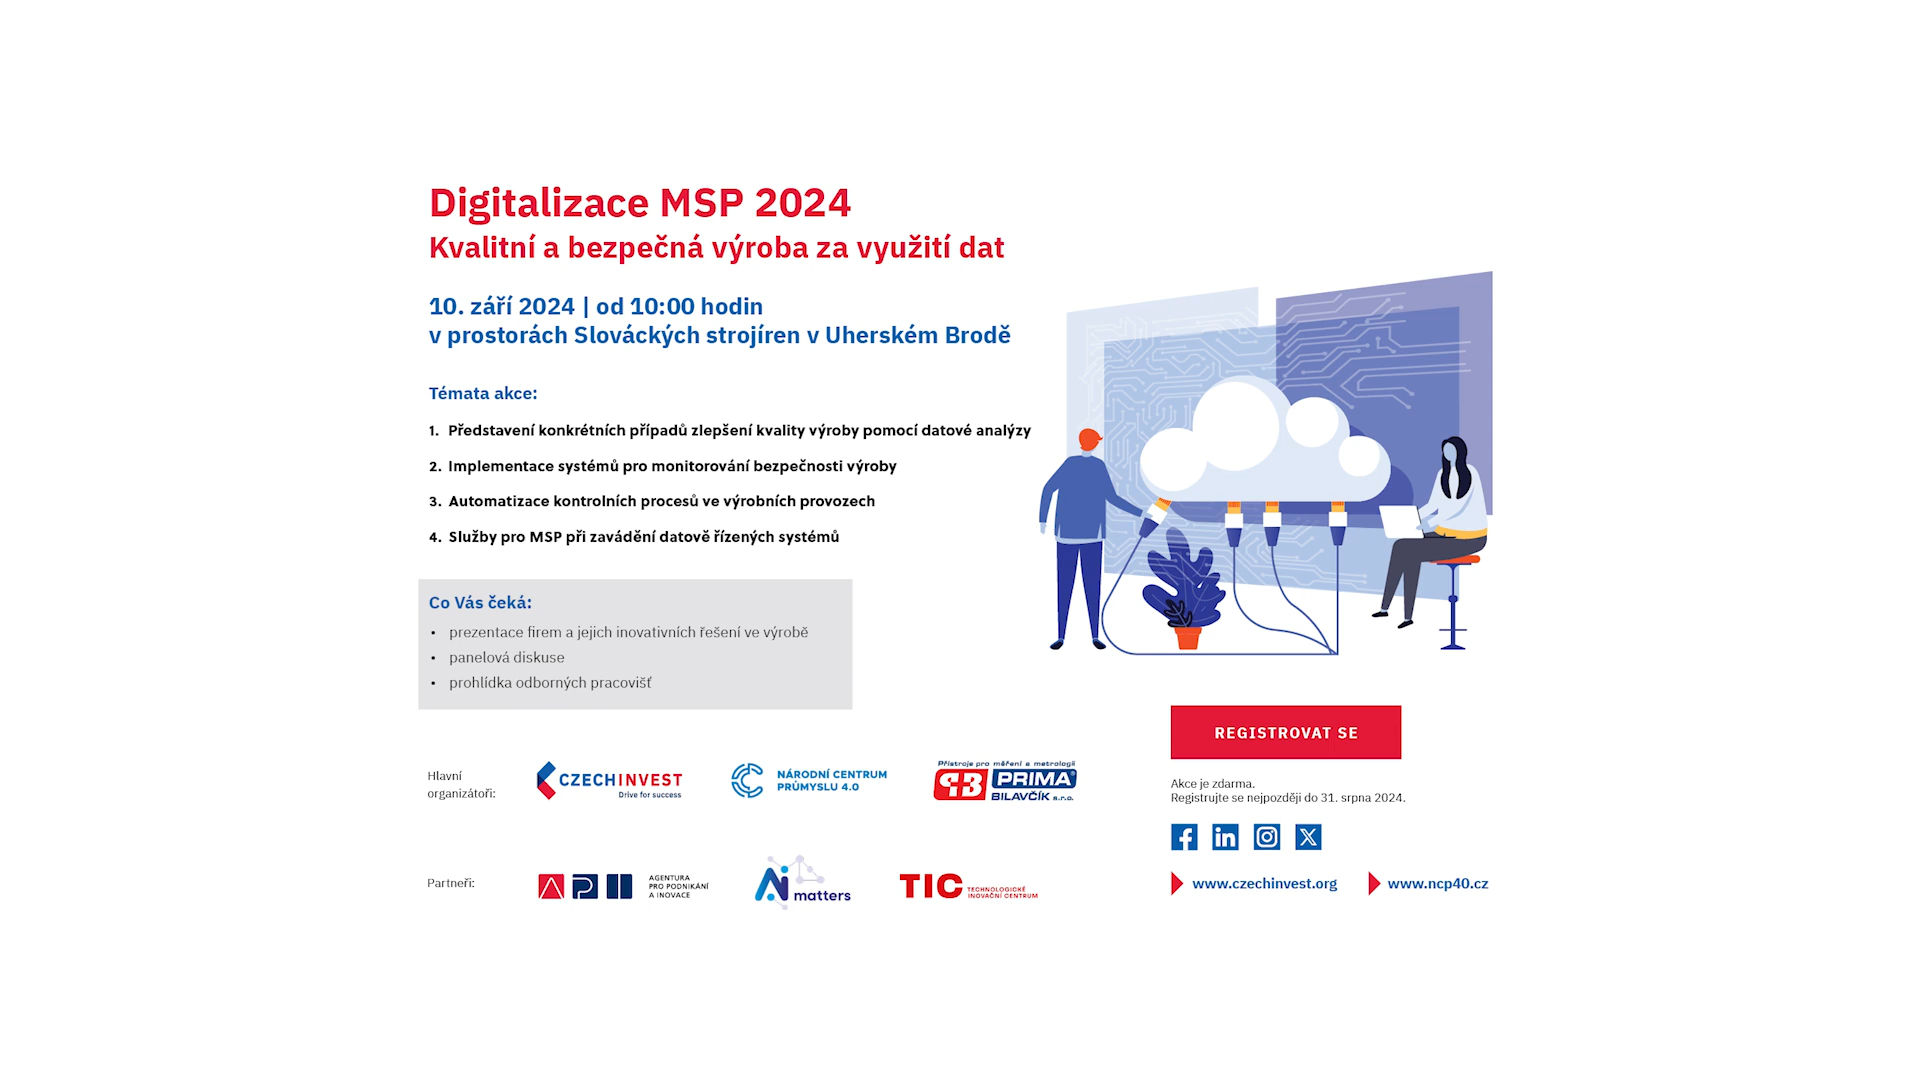 Digitalizace MSP 2024
Kvalitní a bezpečná výroba za využití dat
10. září 2024 | od 10:00 hodin
v prostorách Slováckých strojíren v Uherském Brodě
Témata akce:
1. Představení konkrétních případů zlepšení kvality výroby pomocí datové analýzy
2. Implementace systémů pro monitorování bezpečnosti výroby
3. Automatizace kontrolních procesů ve výrobních provozech
4. Služby pro MSP při zavádění datově řízených systémů
Co Vás čeká:
• prezentace firem a jejich inovativních řešení ve výrobě
• panelová diskuse
• prohlídka odborných pracovišť
REGISTROVAT SE
Akce je zdarma.
Registrujte se nejpozději do 31. srpna 2024.
Hlavní
organizátoři:
CZECHINVEST
Drive for success
NÁRODNÍ CENTRUM
PRŮMYSLU 4.0
Přístroje pro měření a metrologii
PB PRIMA®
BILAVČÍK s.r.o.
Partneři:
API
AGENTURA
PRO PODNIKÁNÍ
A INOVACE
Ai
matters
TIC TECHNOLOGICKÉ
INOVAČNÍ CENTRUM
f in X
www.czechinvest.org
www.ncp40.cz